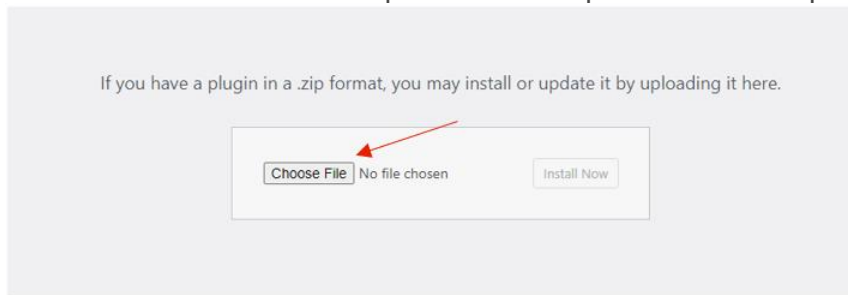 If you have a plugin in a .zip format, you may install or update it by uploading it here.
Choose File No file chosen
Install Now